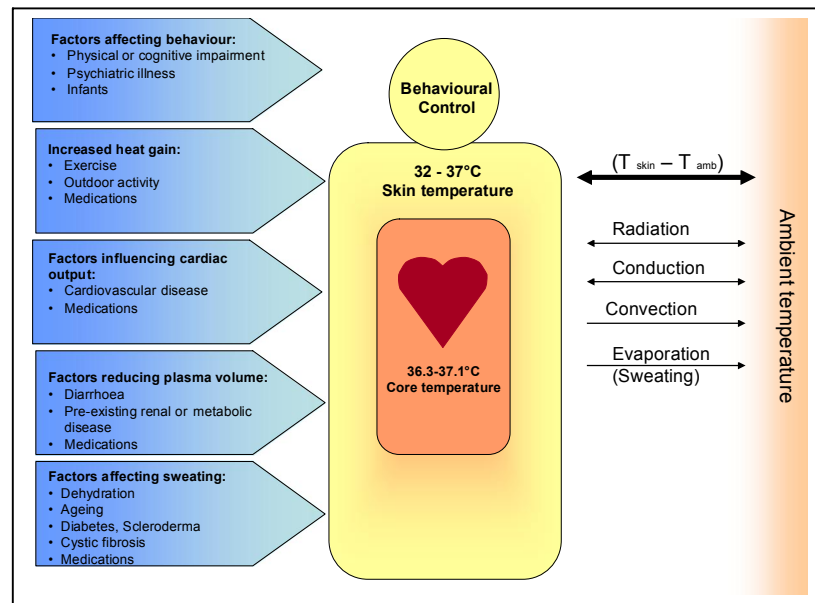 Factors affecting behaviour:
• Physical or cognitive impairment
• Psychiatric illness
• Infants
Increased heat gain:
• Exercise
• Outdoor activity
• Medications
Factors influencing cardiac
output:
• Cardiovascular disease
• Medications
Factors reducing plasma volume:
• Diarrhoea
• Pre-existing renal or metabolic
disease
• Medications
Factors affecting sweating:
• Dehydration
• Ageing
• Diabetes, Scleroderma
• Cystic fibrosis
• Medications
Behavioural
Control
32 - 37°C
Skin temperature
36.3-37.1°C
Core temperature
(T skin – T amb)
Radiation
Conduction
Convection
Evaporation
(Sweating)
Ambient temperature